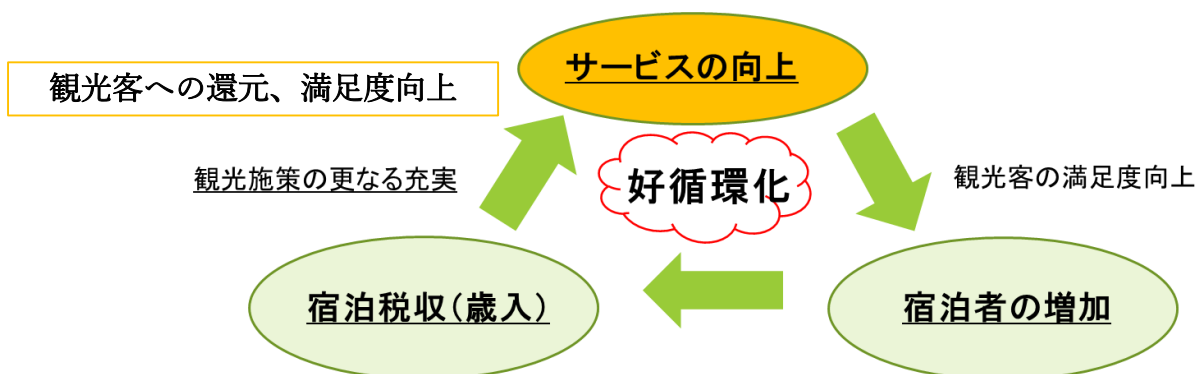 サービスの向上
観光客への還元、満足度向上
好循環化
観光施策の更なる充実
観光客の満足度向上
宿泊税収(歳入)
宿泊者の増加